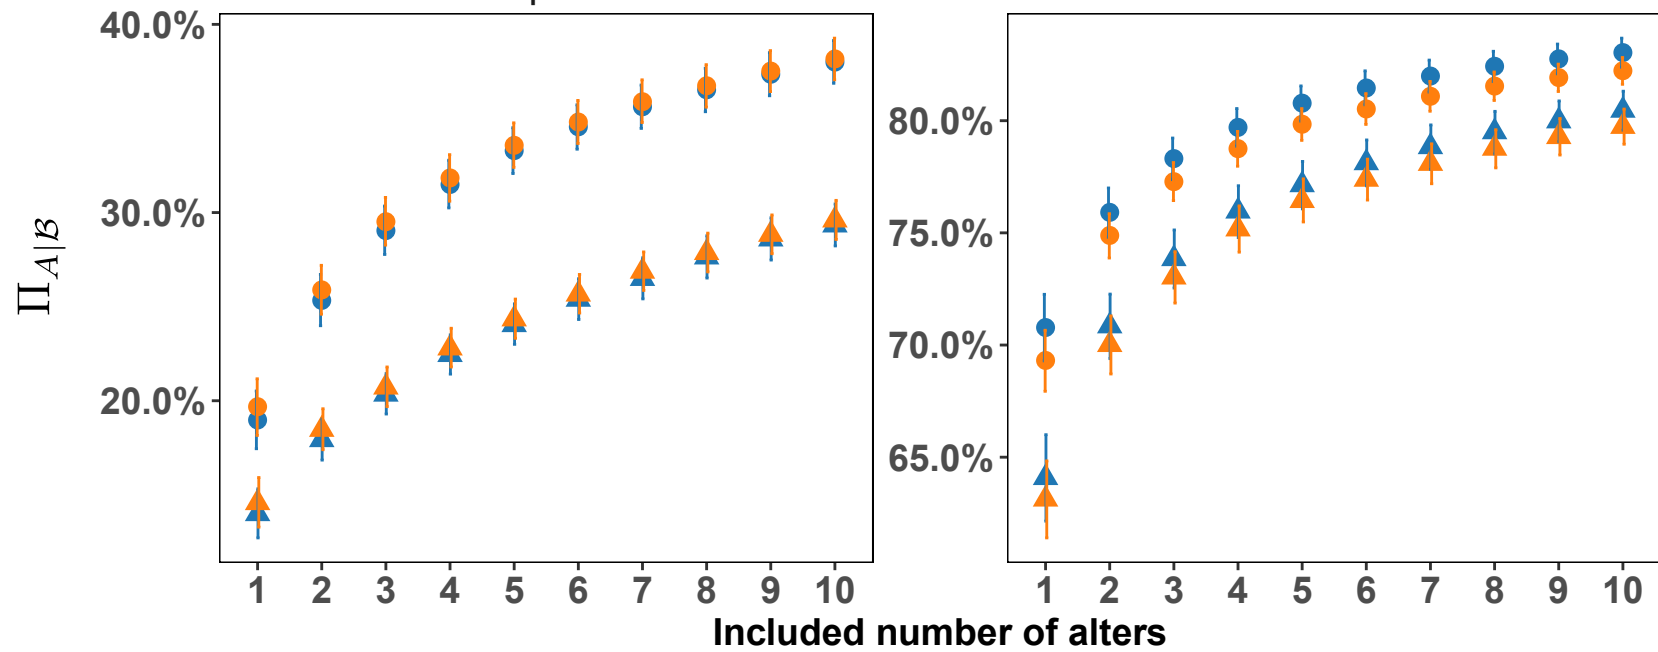 40.0%
30.0%
20.0%
80.0%
75.0%
70.0%
65.0%
Π_{A|ℬ}
1 2 3 4 5 6 7 8 9 10
1 2 3 4 5 6 7 8 9 10
Included number of alters